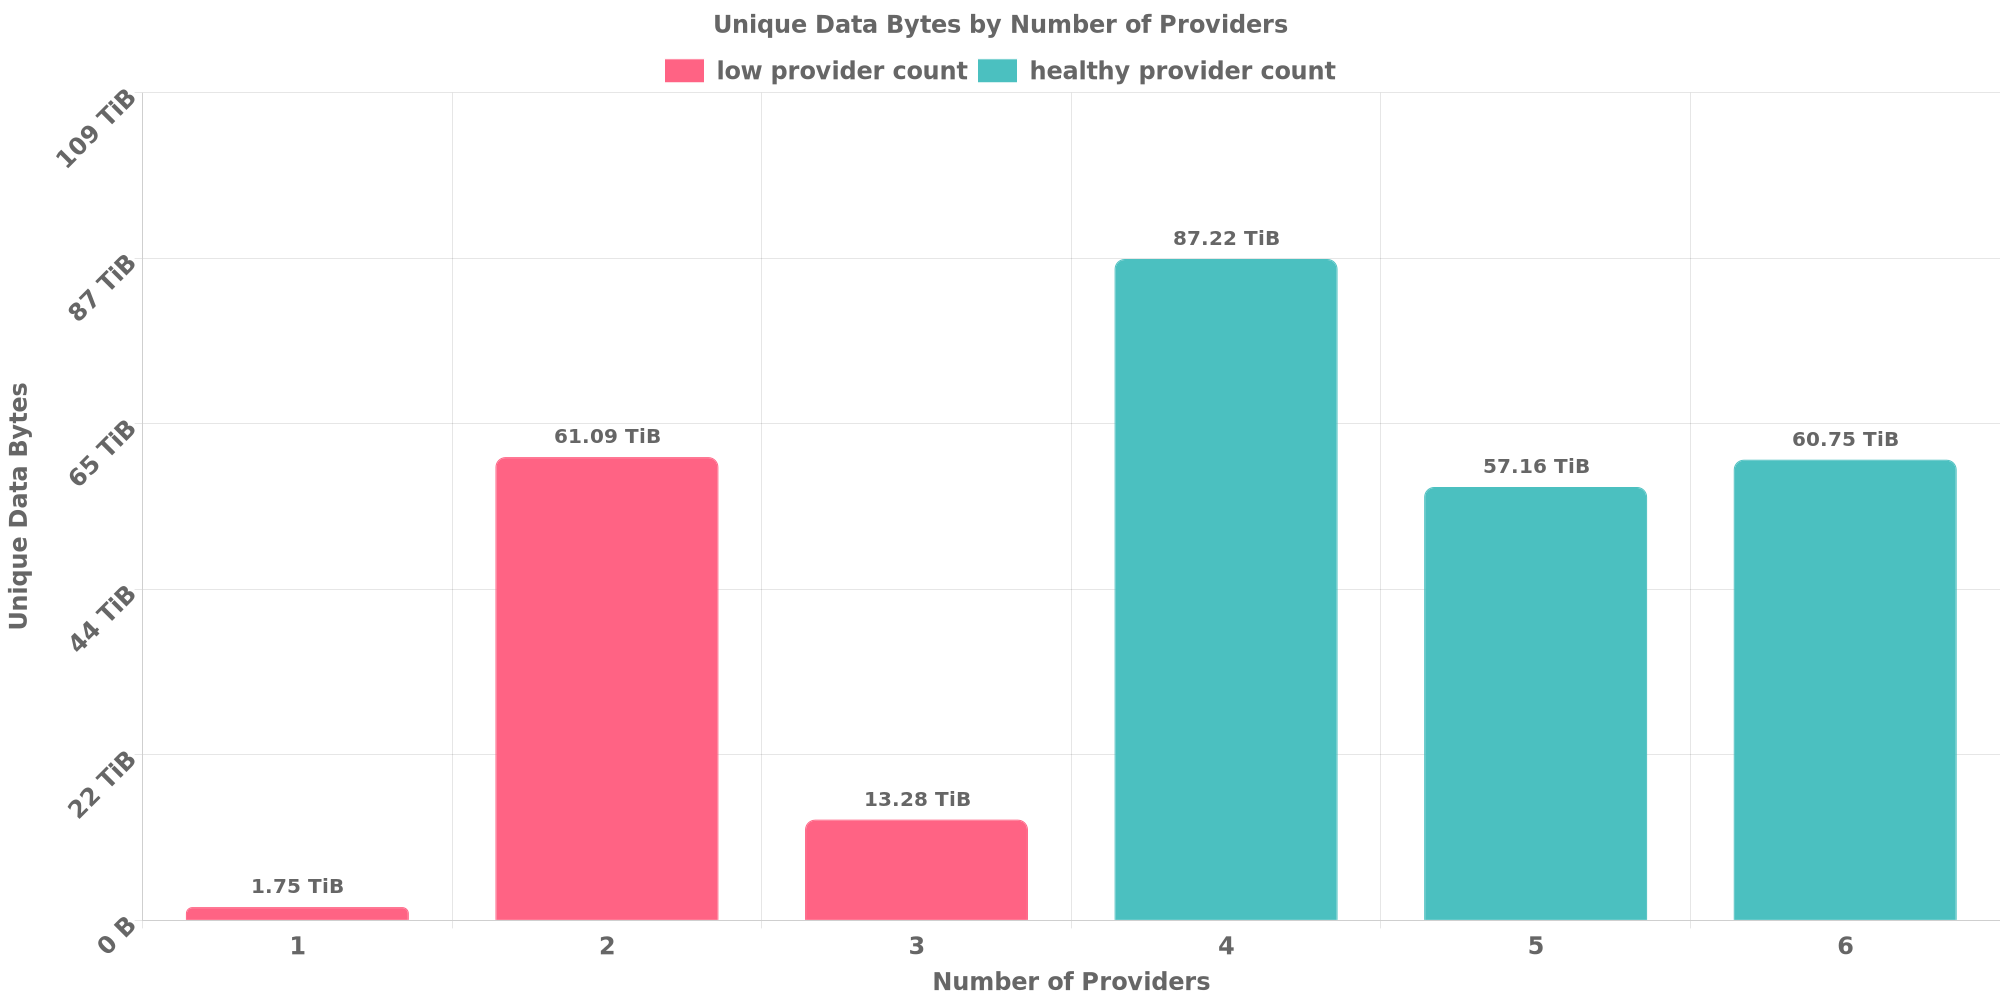 Unique Data Bytes by Number of Providers
low provider count healthy provider count
109 TiB
87 TiB
65 TiB
44 TiB
22 TiB
0 B
Unique Data Bytes
1.75 TiB
61.09 TiB
13.28 TiB
87.22 TiB
57.16 TiB
60.75 TiB
1 2 3 4 5 6
Number of Providers